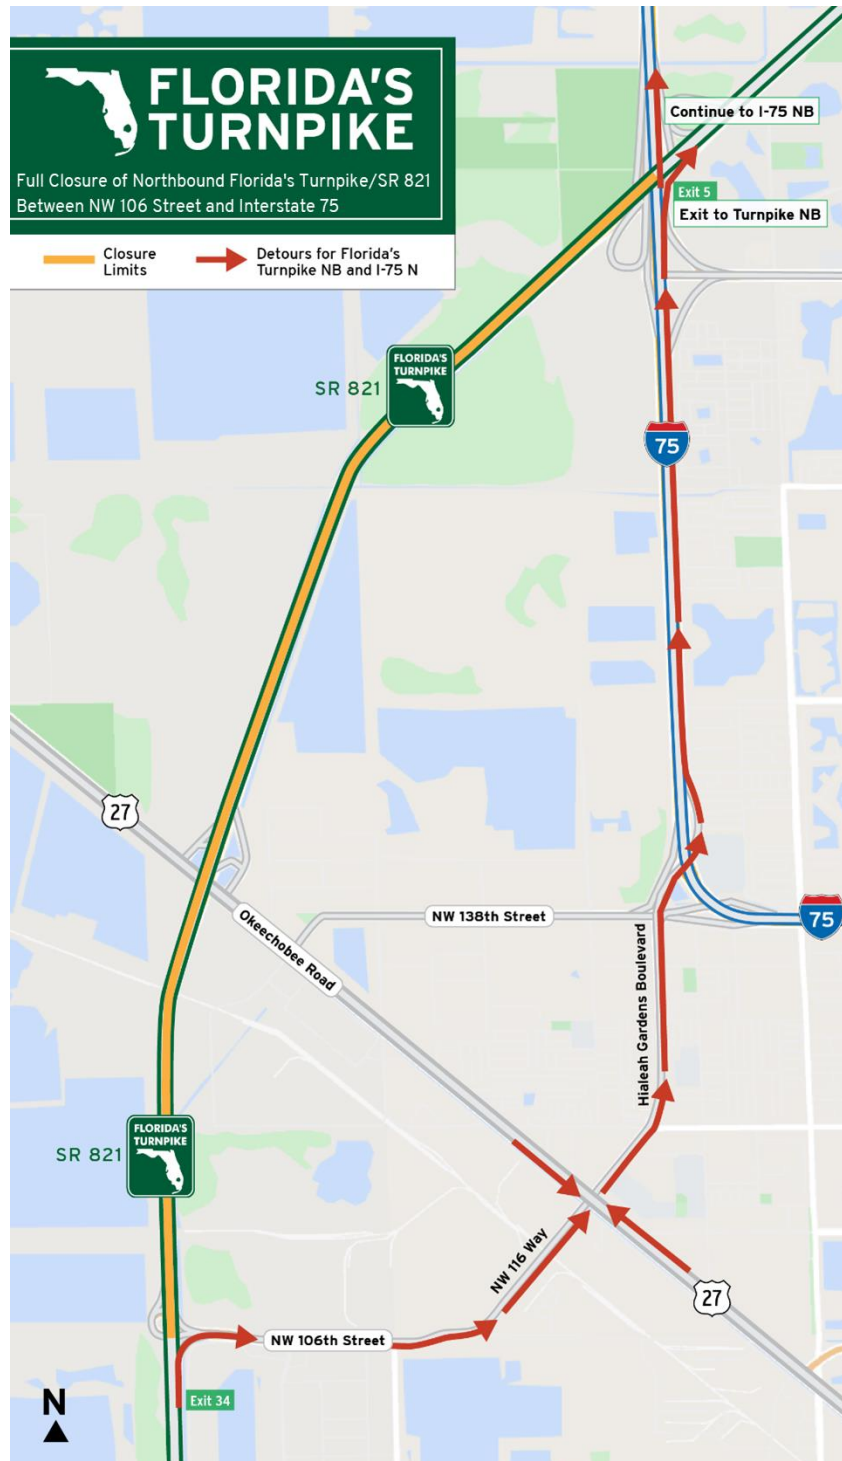 FLORIDA'S
TURNPIKE
Full Closure of Northbound Florida's Turnpike/SR 821
Between NW 106 Street and Interstate 75
Closure
Limits
Detours for Florida's
Turnpike NB and I-75 N
Continue to I-75 NB
Exit 5
Exit to Turnpike NB
FLORIDA'S
TURNPIKE
SR 821
75
27
NW 138th Street
75
Okeechobee Road
Hialeah Gardens Boulevard
FLORIDA'S
TURNPIKE
SR 821
NW 116 Way
27
NW 106th Street
Exit 34
N